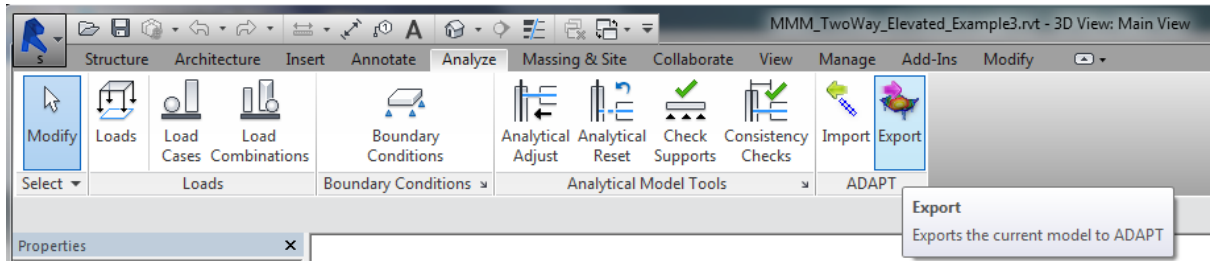 MMM_TwoWay_Elevated_Example3.rvt - 3D View: Main View
S Structure Architecture Insert Annotate Analyze Massing & Site Collaborate View Manage Add-Ins Modify
Modify Loads Load Cases Load Combinations Boundary Conditions Analytical Adjust Analytical Reset Check Supports Consistency Checks Import Export
Select Loads Boundary Conditions Analytical Model Tools ADAPT
Export
Exports the current model to ADAPT
Properties